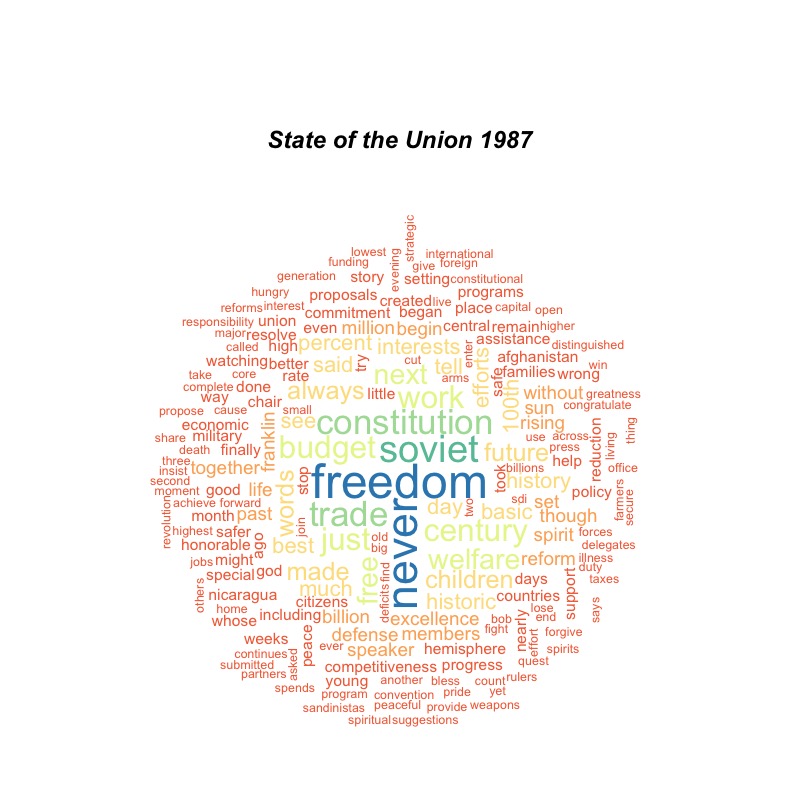 State of the Union 1987
strategic
lowest
evening
international
funding
give foreign
generation story setting constitutional
hungry proposals created live programs
reforms interest commitment began place capital open
responsibility union even million begin central remain higher
major resolve percent interests enter assistance distinguished
called high
watching better said try cut tell efforts afghanistan
take core rate next arms safe families wrong win
complete done always little work 100th without greatness
way chair small sun congratulate
propose cause see constitution rising
economic franklin use across reduction living thing
share military budget soviet future press
death finally help
three together stop freedom took billions history office
insist
second words
moment good life sdi set policy farmers secure
achieve forward trade never day two basic though
revolution month past join
highest safer just old century spirit forces
honorable ago best big delegates
jobs might free welfare reform illness
special god made deficits find children days duty taxes
others nicaragua much citizens historic countries support says
home whose including billion excellence bob nearly lose end
weeks peace defense members fight effort forgive
continues ever speaker hemisphere spirits
submitted asked competitiveness progress quest
partners young another bless count rulers
spends program convention pride yet
sandinistas peaceful provide weapons
spiritual suggestions